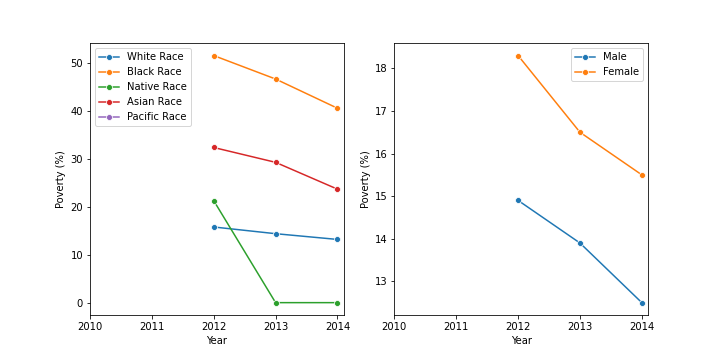 White Race
Black Race
Native Race
Asian Race
Pacific Race
Poverty (%)
50
40
30
20
10
0
2010 2011 2012 2013 2014
Year
Male
Female
Poverty (%)
18
17
16
15
14
13
2010 2011 2012 2013 2014
Year